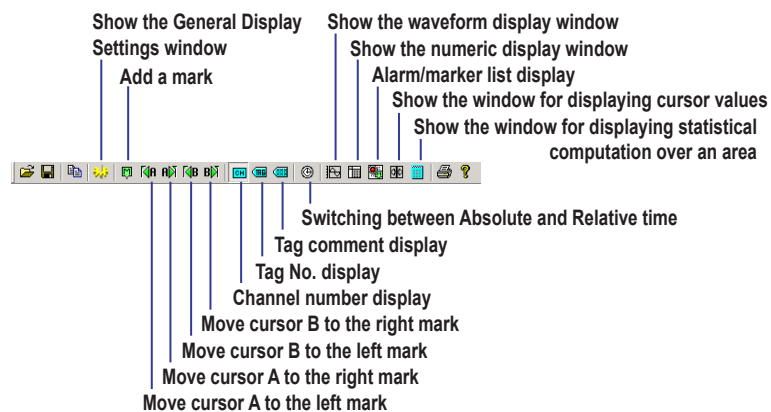 Show the General Display
Settings window
Add a mark
Show the waveform display window
Show the numeric display window
Alarm/marker list display
Show the window for displaying cursor values
Show the window for displaying statistical
computation over an area
A A B B CH TAG
Switching between Absolute and Relative time
Tag comment display
Tag No. display
Channel number display
Move cursor B to the right mark
Move cursor B to the left mark
Move cursor A to the right mark
Move cursor A to the left mark